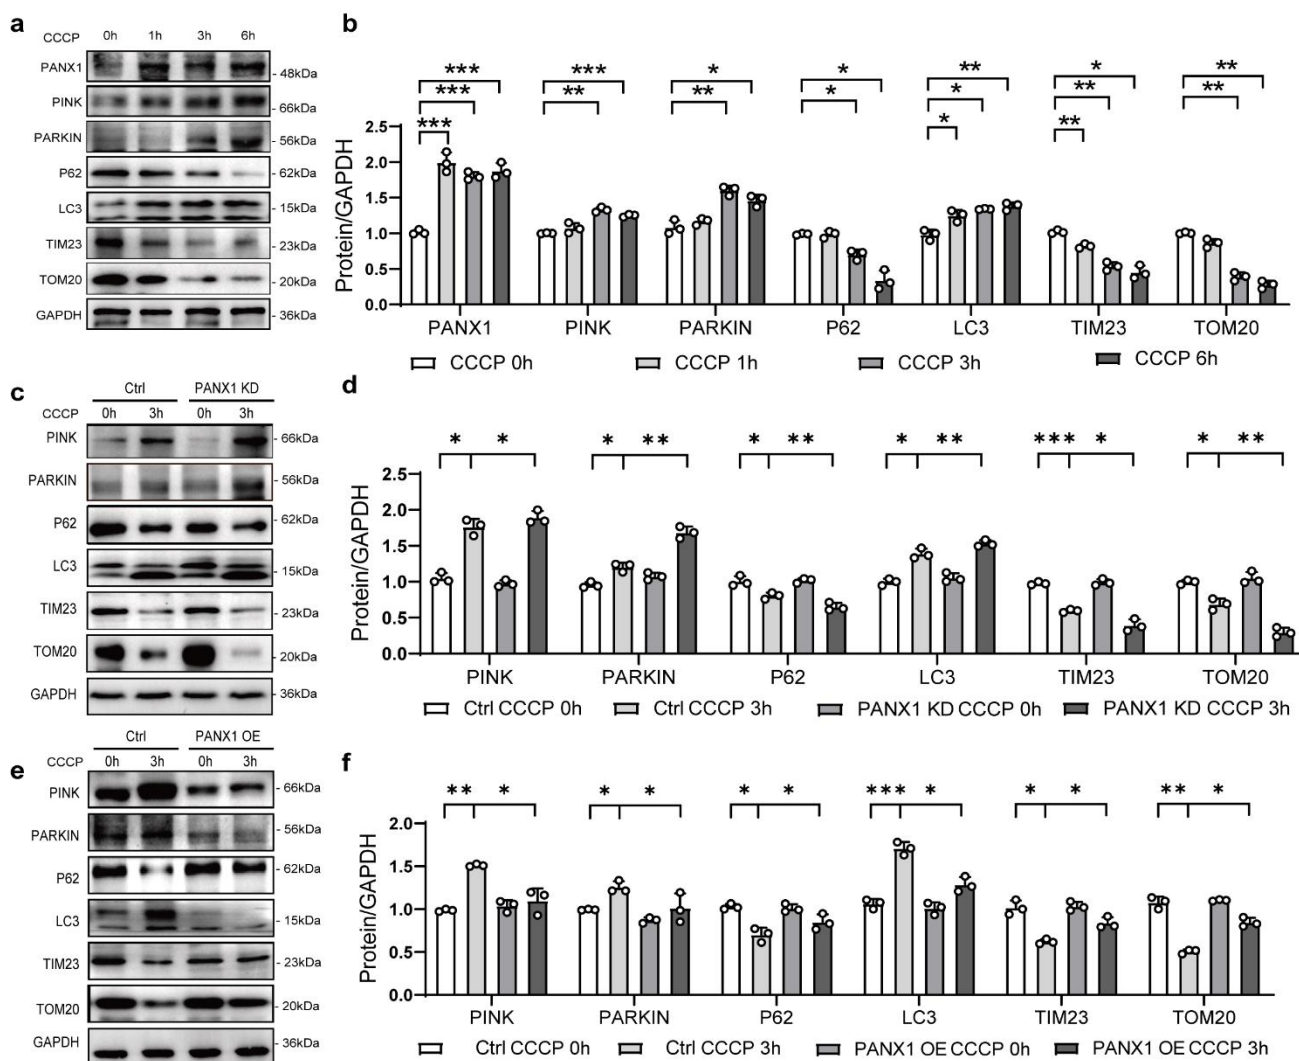 a
CCCP 0h 1h 3h 6h
PANX1 - 48kDa
PINK - 66kDa
PARKIN - 56kDa
P62 - 62kDa
LC3 - 15kDa
TIM23 - 23kDa
TOM20 - 20kDa
GAPDH - 36kDa
b
*** *** * * ** * **
*** ** ** * * ** **
*** * **
Protein/GAPDH
2.5
2.0
1.5
1.0
0.5
0.0
PANX1 PINK PARKIN P62 LC3 TIM23 TOM20
CCCP 0h CCCP 1h CCCP 3h CCCP 6h
c
Ctrl PANX1 KD
CCCP 0h 3h 0h 3h
PINK - 66kDa
PARKIN - 56kDa
P62 - 62kDa
LC3 - 15kDa
TIM23 - 23kDa
TOM20 - 20kDa
GAPDH - 36kDa
d
* * * ** * ** * ** *** * * **
Protein/GAPDH
2.5
2.0
1.5
1.0
0.5
0.0
PINK PARKIN P62 LC3 TIM23 TOM20
Ctrl CCCP 0h Ctrl CCCP 3h PANX1 KD CCCP 0h PANX1 KD CCCP 3h
e
Ctrl PANX1 OE
CCCP 0h 3h 0h 3h
PINK - 66kDa
PARKIN - 56kDa
P62 - 62kDa
LC3 - 15kDa
TIM23 - 23kDa
TOM20 - 20kDa
GAPDH - 36kDa
f
** * * * * * *** * * * ** *
Protein/GAPDH
2.0
1.5
1.0
0.5
0.0
PINK PARKIN P62 LC3 TIM23 TOM20
Ctrl CCCP 0h Ctrl CCCP 3h PANX1 OE CCCP 0h PANX1 OE CCCP 3h